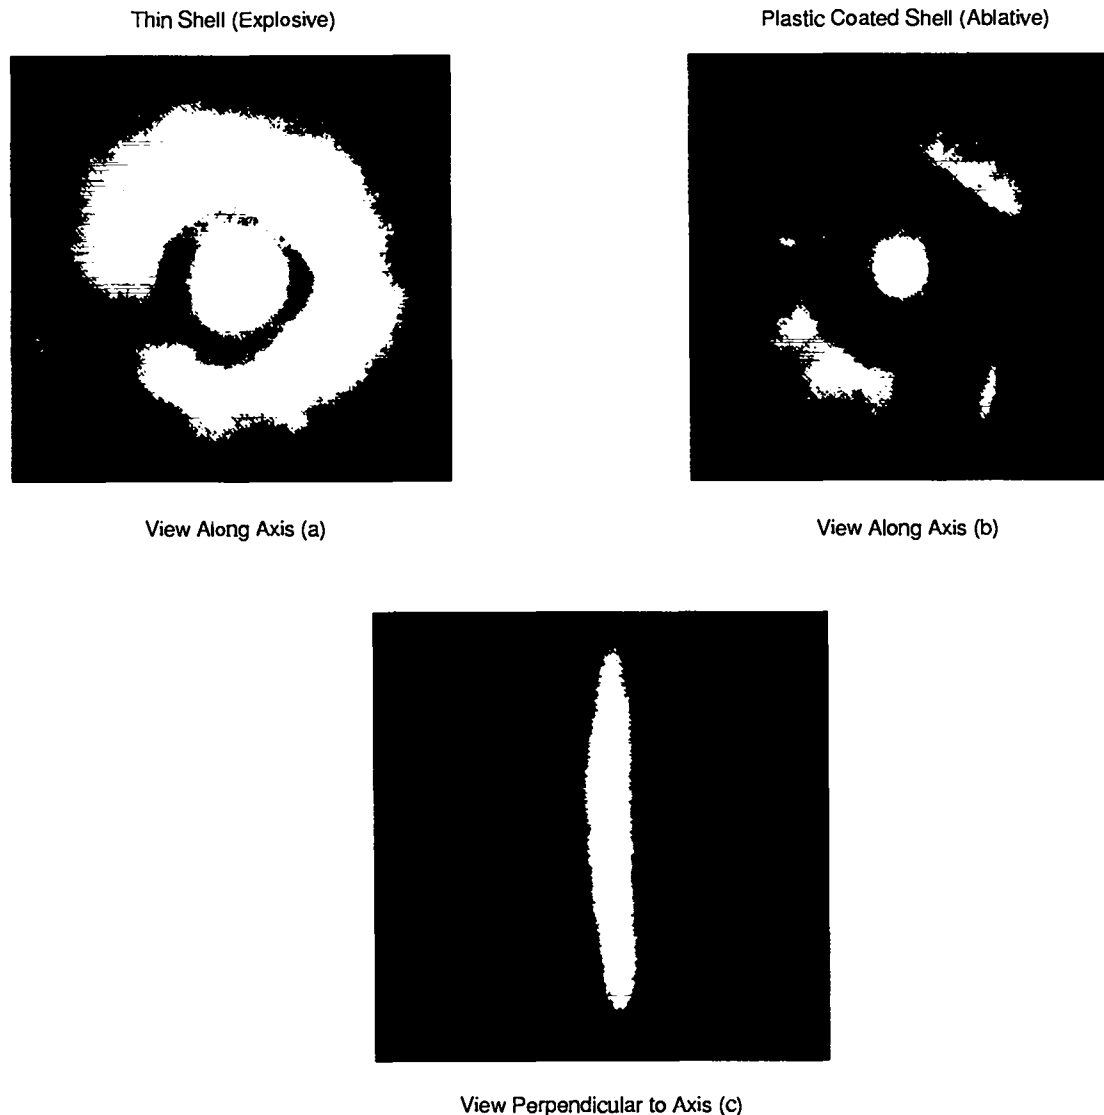 Thin Shell (Explosive)
Plastic Coated Shell (Ablative)
View Along Axis (a)
View Along Axis (b)
View Perpendicular to Axis (c)